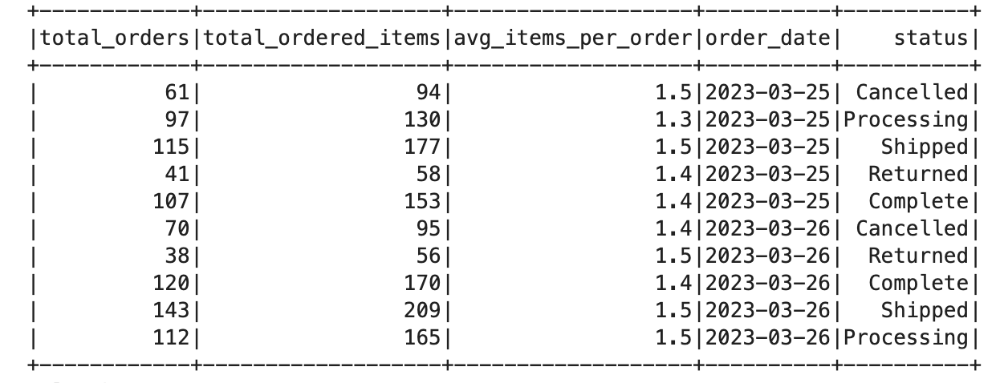 +------------+-------------------+-------------------+----------+----------+
|total_orders|total_ordered_items|avg_items_per_order|order_date|    status|
+------------+-------------------+-------------------+----------+----------+
|          61|                 94|                1.5|2023-03-25| Cancelled|
|          97|                130|                1.3|2023-03-25|Processing|
|         115|                177|                1.5|2023-03-25|   Shipped|
|          41|                 58|                1.4|2023-03-25|  Returned|
|         107|                153|                1.4|2023-03-25|  Complete|
|          70|                 95|                1.4|2023-03-26| Cancelled|
|          38|                 56|                1.5|2023-03-26|  Returned|
|         120|                170|                1.4|2023-03-26|  Complete|
|         143|                209|                1.5|2023-03-26|   Shipped|
|         112|                165|                1.5|2023-03-26|Processing|
+------------+-------------------+-------------------+----------+----------+